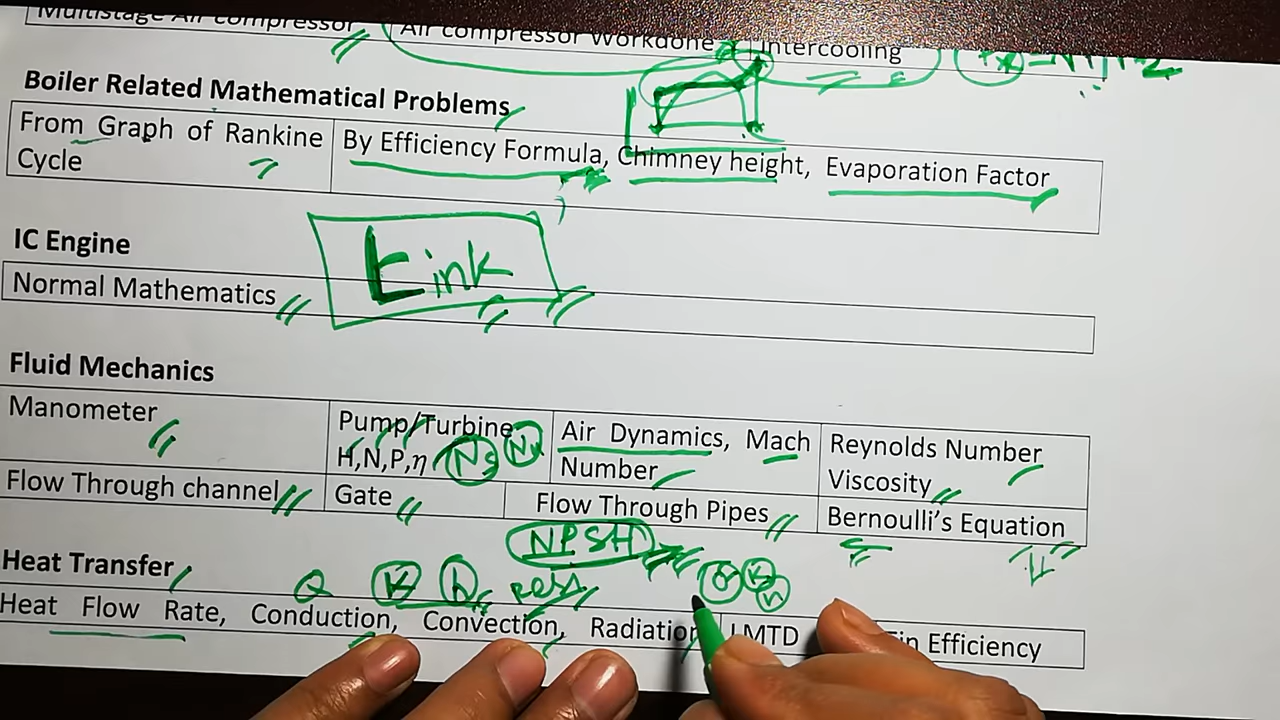 Multistage Air compressor Air compressor Workdone Intercooling
Boiler Related Mathematical Problems
From Graph of Rankine
Cycle
By Efficiency Formula, Chimney height, Evaporation Factor
IC Engine
Link
Normal Mathematics
Fluid Mechanics
Manometer
Pump/Turbine
H,N,P,η Ns
Air Dynamics, Mach
Number
Reynolds Number
Viscosity
Flow Through channel Gate Flow Through Pipes Bernoulli's Equation
NPSH
Heat Transfer
Q K h
Heat Flow Rate, Conduction, Convection, Radiation LMTD Fin Efficiency